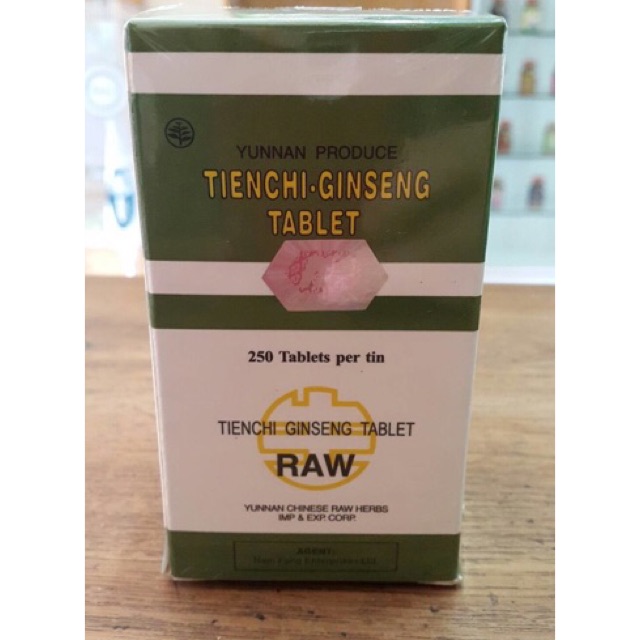 YUNNAN PRODUCE
TIENCHI-GINSENG
TABLET
250 Tablets per tin
TIENCHI GINSENG TABLET
RAW
YUNNAN CHINESE RAW HERBS
IMP & EXP. CORP.
AGENT: